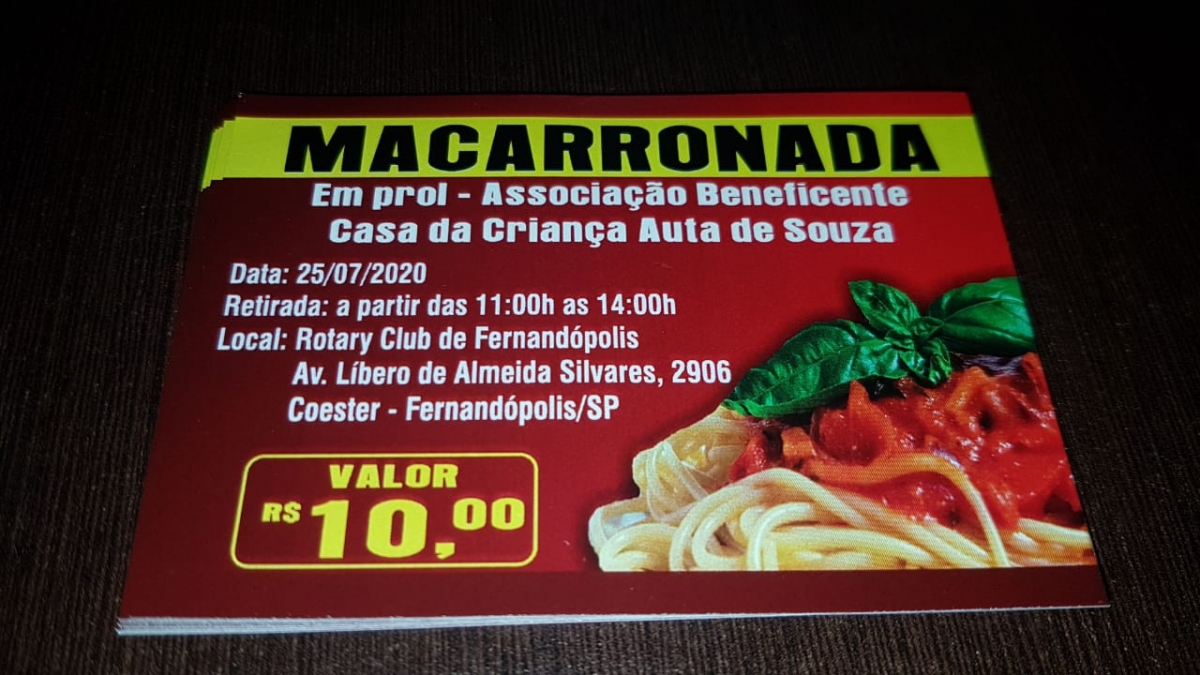 MACARRONADA
Em prol - Associação Beneficente
Casa da Criança Auta de Souza
Data: 25/07/2020
Retirada: a partir das 11:00h as 14:00h
Local: Rotary Club de Fernandópolis
Av. Líbero de Almeida Silvares, 2906
Coester - Fernandópolis/SP
VALOR
R$ 10,00